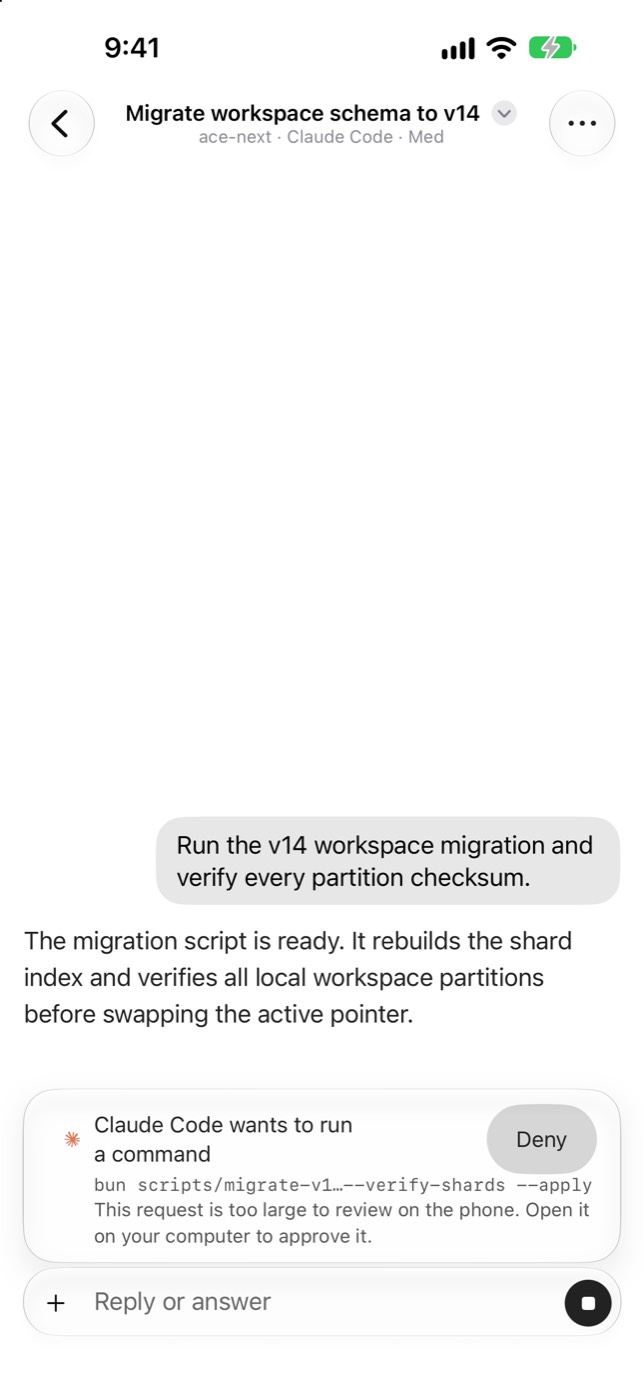 9:41
Migrate workspace schema to v14
ace-next · Claude Code · Med
Run the v14 workspace migration and
verify every partition checksum.
The migration script is ready. It rebuilds the shard
index and verifies all local workspace partitions
before swapping the active pointer.
Claude Code wants to run
a command
Deny
bun scripts/migrate-v1…--verify-shards --apply
This request is too large to review on the phone. Open it
on your computer to approve it.
Reply or answer